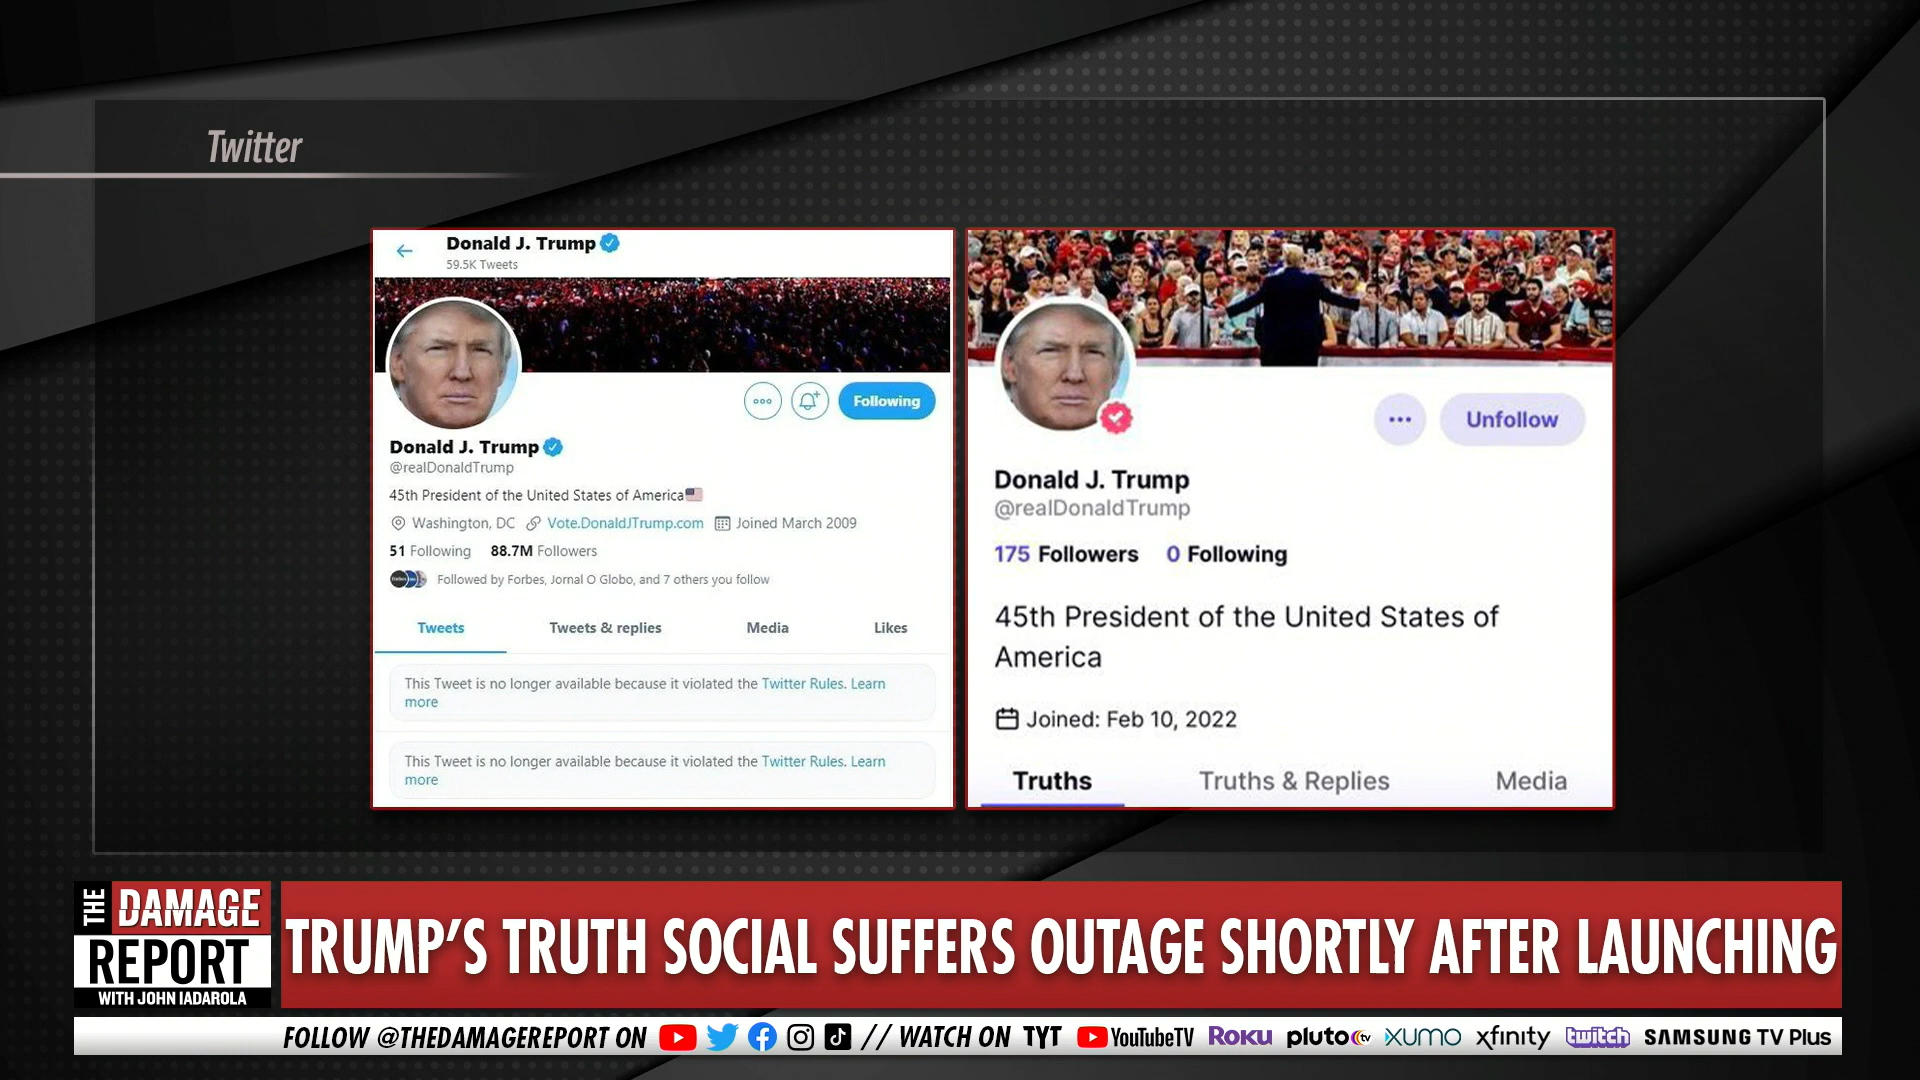 Twitter
Donald J. Trump
59.5K Tweets
Following
Donald J. Trump
@realDonaldTrump
45th President of the United States of America
Washington, DC Vote.DonaldJTrump.com Joined March 2009
51 Following 88.7M Followers
Followed by Forbes, Jornal O Globo, and 7 others you follow
Tweets Tweets & replies Media Likes
This Tweet is no longer available because it violated the Twitter Rules. Learn
more
This Tweet is no longer available because it violated the Twitter Rules. Learn
more
Unfollow
Donald J. Trump
@realDonaldTrump
175 Followers 0 Following
45th President of the United States of
America
Joined: Feb 10, 2022
Truths Truths & Replies Media
THE DAMAGE
REPORT
WITH JOHN IADAROLA
TRUMP'S TRUTH SOCIAL SUFFERS OUTAGE SHORTLY AFTER LAUNCHING
FOLLOW @THEDAMAGEREPORT ON // WATCH ON TYT YouTubeTV ROKU pluto tv XUMO xfinity twitch SAMSUNG TV Plus